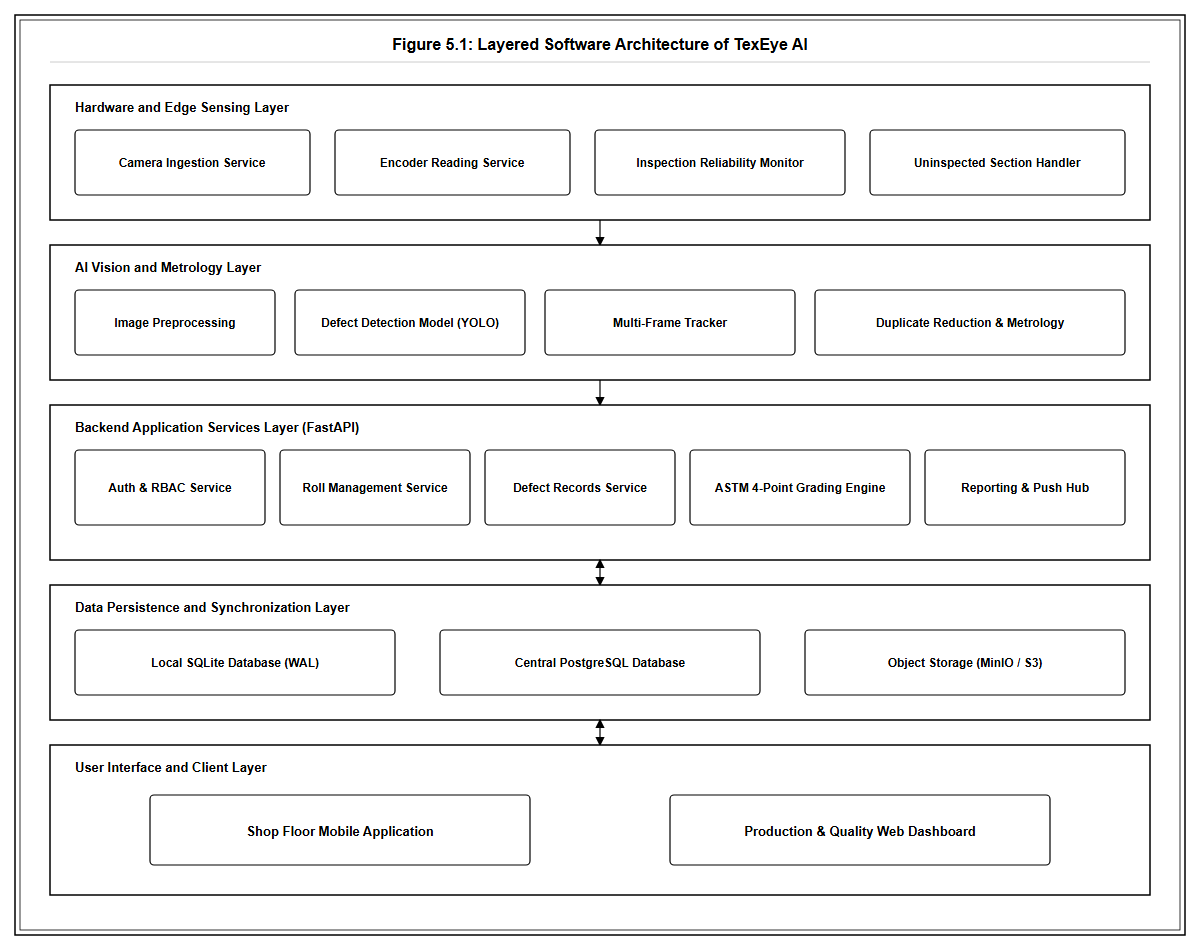 Figure 5.1: Layered Software Architecture of TexEye AI
Hardware and Edge Sensing Layer
Camera Ingestion Service
Encoder Reading Service
Inspection Reliability Monitor
Uninspected Section Handler
AI Vision and Metrology Layer
Image Preprocessing
Defect Detection Model (YOLO)
Multi-Frame Tracker
Duplicate Reduction & Metrology
Backend Application Services Layer (FastAPI)
Auth & RBAC Service
Roll Management Service
Defect Records Service
ASTM 4-Point Grading Engine
Reporting & Push Hub
Data Persistence and Synchronization Layer
Local SQLite Database (WAL)
Central PostgreSQL Database
Object Storage (MinIO / S3)
User Interface and Client Layer
Shop Floor Mobile Application
Production & Quality Web Dashboard